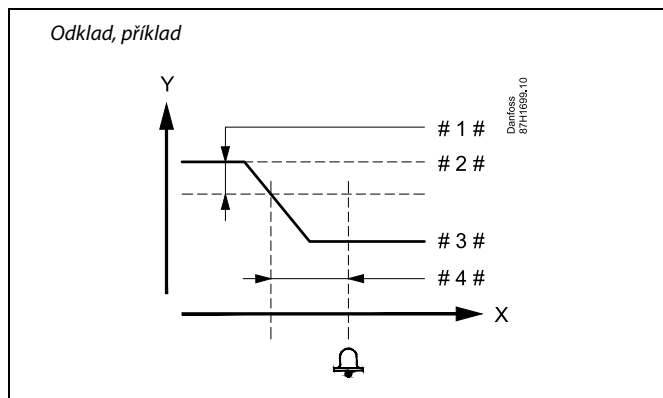 Odklad, příklad
Y
# 1 #
Danfoss
87H1699.10
# 2 #
# 3 #
# 4 #
X